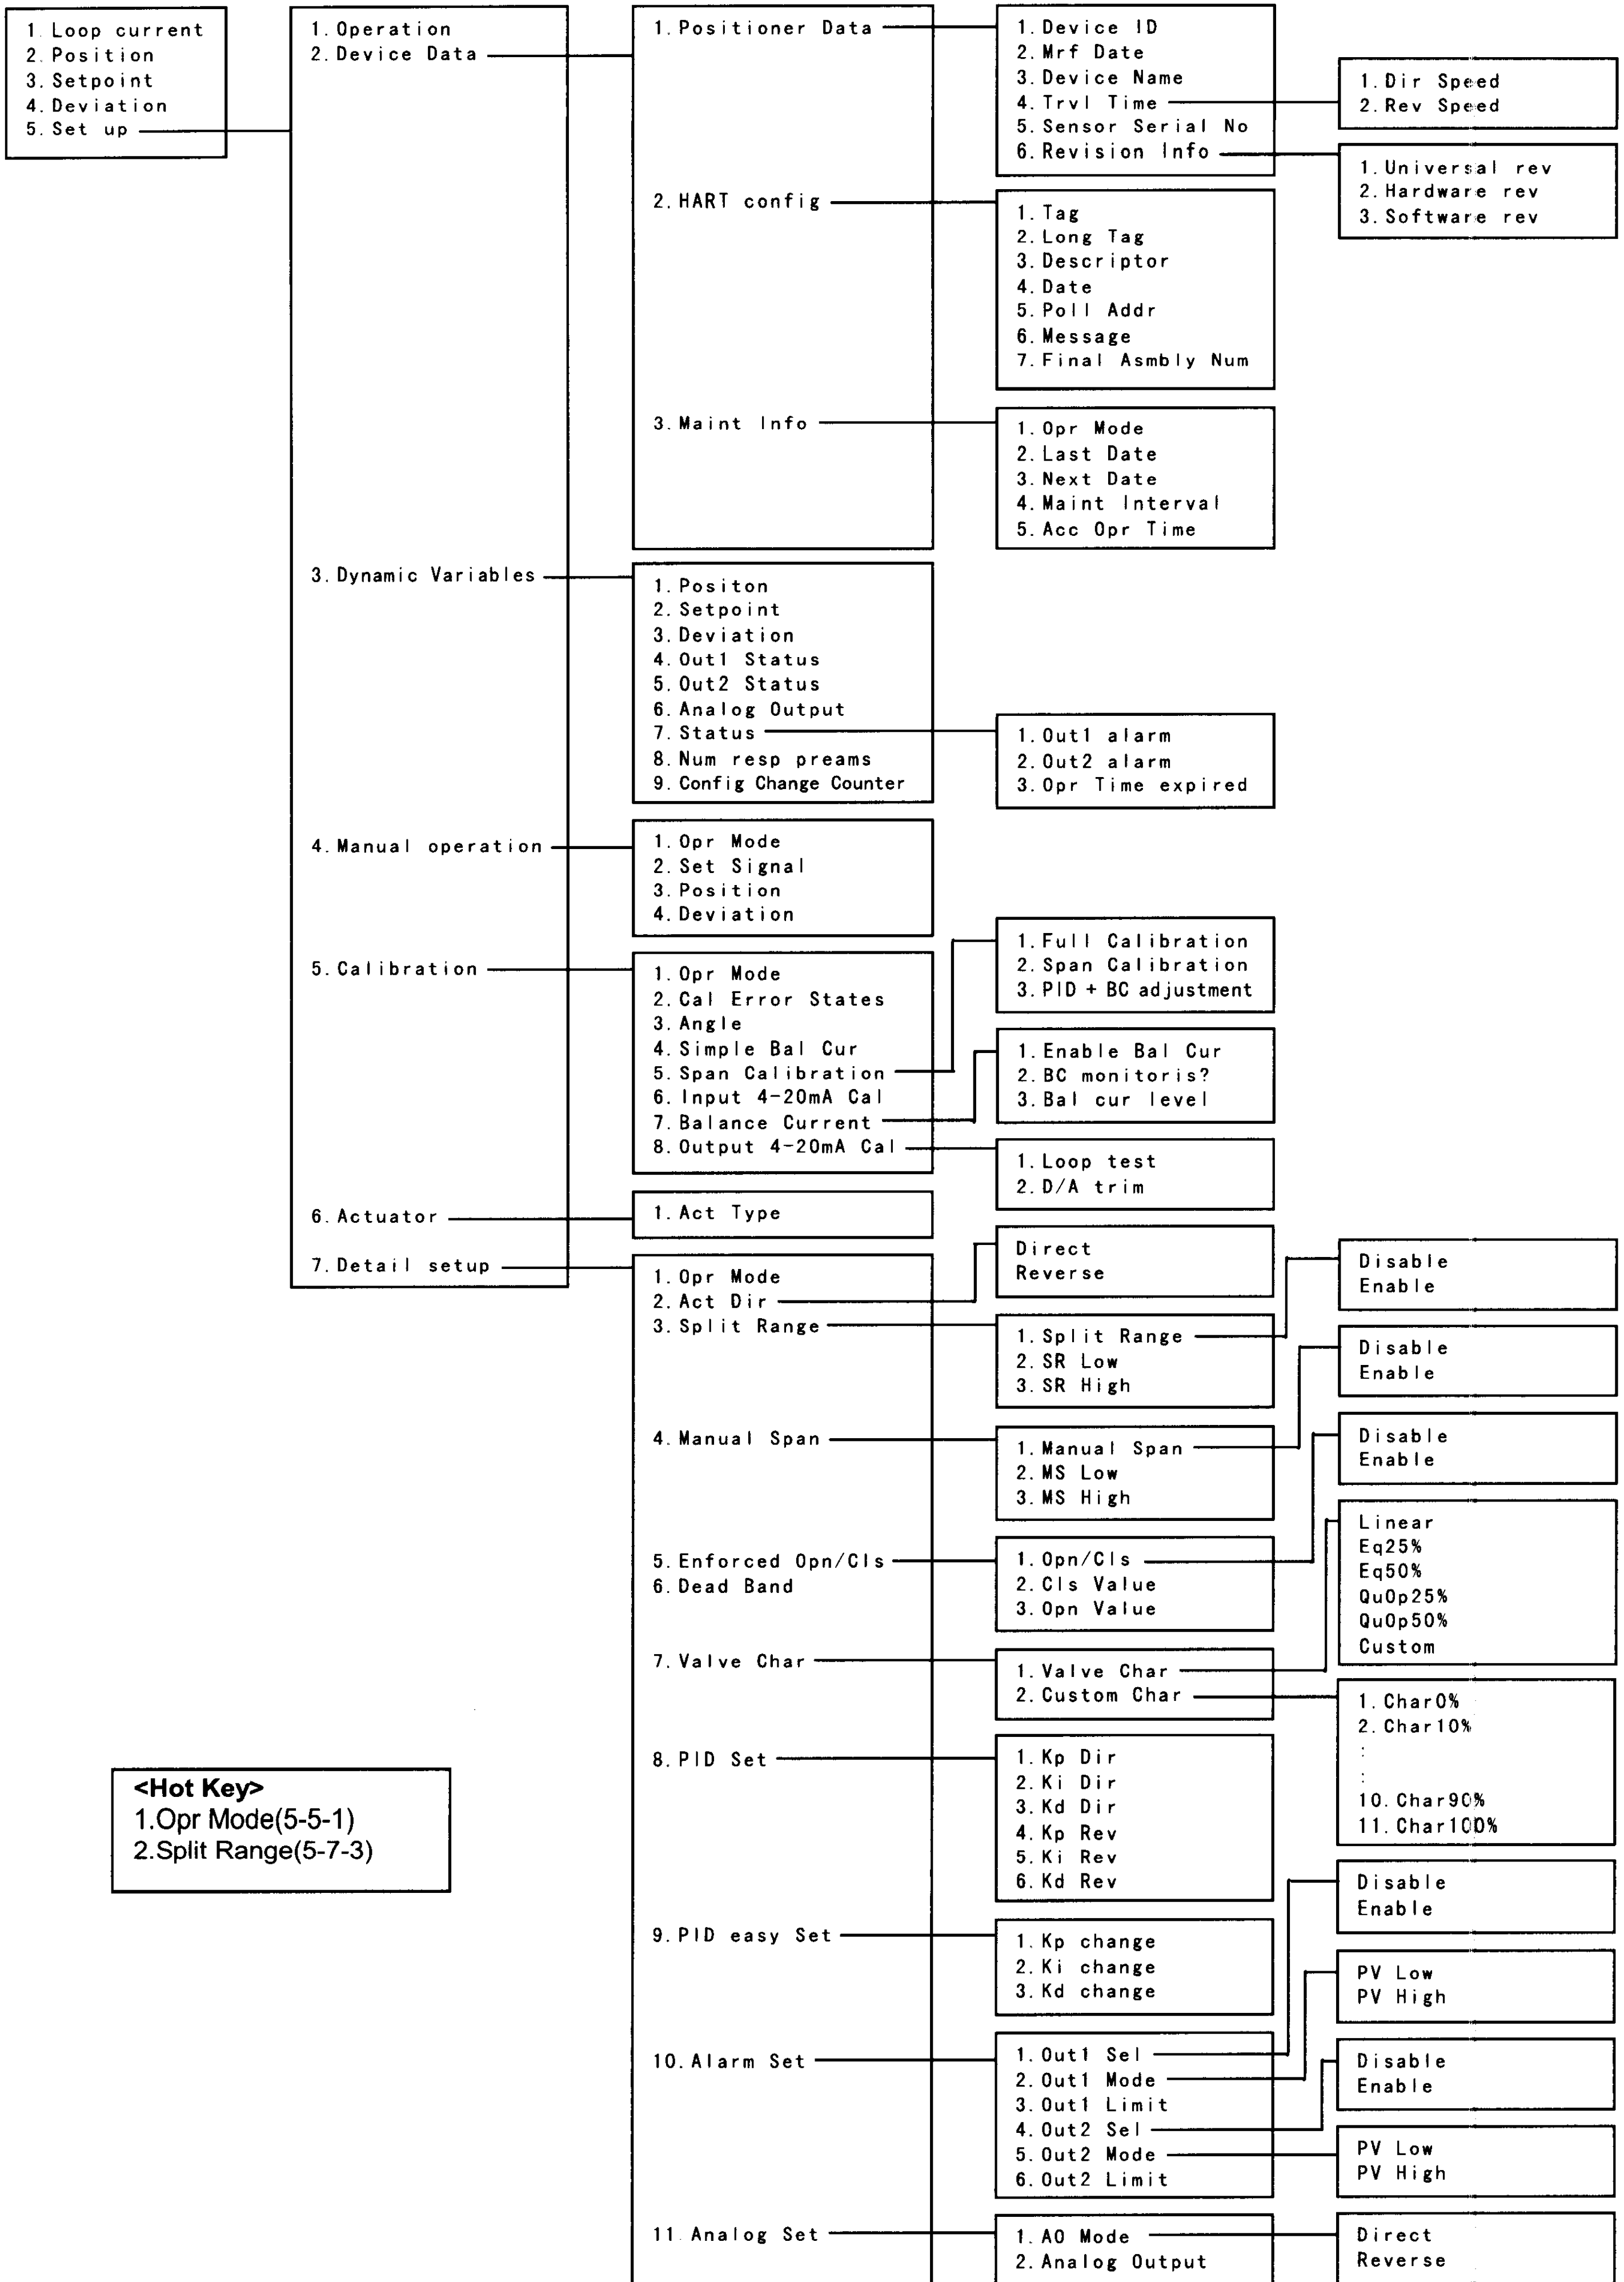 1. Loop current
2. Position
3. Setpoint
4. Deviation
5. Set up
1. Operation
2. Device Data
3. Dynamic Variables
4. Manual operation
5. Calibration
6. Actuator
7. Detail setup
1. Positioner Data
2. HART config
3. Maint Info
1. Device ID
2. Mrf Date
3. Device Name
4. Trvl Time
5. Sensor Serial No
6. Revision Info
1. Dir Speed
2. Rev Speed
1. Universal rev
2. Hardware rev
3. Software rev
1. Tag
2. Long Tag
3. Descriptor
4. Date
5. Poll Addr
6. Message
7. Final Asmbly Num
1. Opr Mode
2. Last Date
3. Next Date
4. Maint Interval
5. Acc Opr Time
1. Positon
2. Setpoint
3. Deviation
4. Out1 Status
5. Out2 Status
6. Analog Output
7. Status
8. Num resp preams
9. Config Change Counter
1. Out1 alarm
2. Out2 alarm
3. Opr Time expired
1. Opr Mode
2. Set Signal
3. Position
4. Deviation
1. Opr Mode
2. Cal Error States
3. Angle
4. Simple Bal Cur
5. Span Calibration
6. Input 4-20mA Cal
7. Balance Current
8. Output 4-20mA Cal
1. Full Calibration
2. Span Calibration
3. PID + BC adjustment
1. Enable Bal Cur
2. BC monitoris?
3. Bal cur level
1. Loop test
2. D/A trim
1. Act Type
1. Opr Mode
2. Act Dir
3. Split Range
4. Manual Span
5. Enforced Opn/Cls
6. Dead Band
7. Valve Char
8. PID Set
9. PID easy Set
10. Alarm Set
11. Analog Set
Direct
Reverse
1. Split Range
2. SR Low
3. SR High
Disable
Enable
1. Manual Span
2. MS Low
3. MS High
Disable
Enable
1. Opn/Cls
2. Cls Value
3. Opn Value
Disable
Enable
1. Valve Char
2. Custom Char
Linear
Eq25%
Eq50%
QuOp25%
QuOp50%
Custom
1. Char0%
2. Char10%
:
:
10. Char90%
11. Char100%
1. Kp Dir
2. Ki Dir
3. Kd Dir
4. Kp Rev
5. Ki Rev
6. Kd Rev
1. Kp change
2. Ki change
3. Kd change
1. Out1 Sel
2. Out1 Mode
3. Out1 Limit
4. Out2 Sel
5. Out2 Mode
6. Out2 Limit
Disable
Enable
PV Low
PV High
Disable
Enable
PV Low
PV High
1. AO Mode
2. Analog Output
Direct
Reverse
<Hot Key>
1.Opr Mode(5-5-1)
2.Split Range(5-7-3)